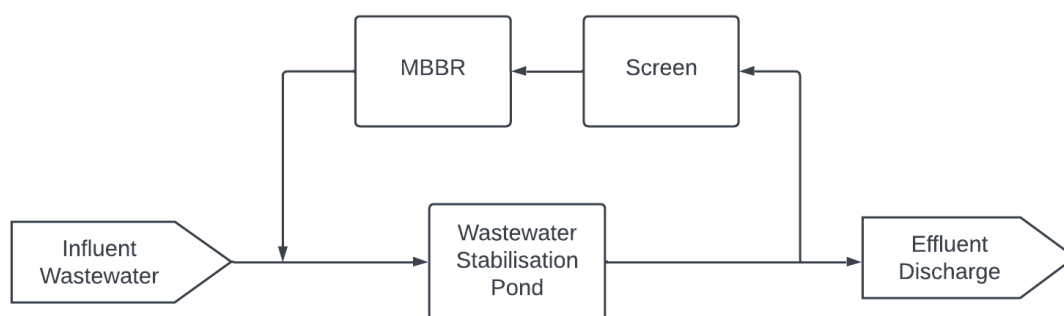 MBBR
Screen
Influent
Wastewater
Wastewater
Stabilisation
Pond
Effluent
Discharge